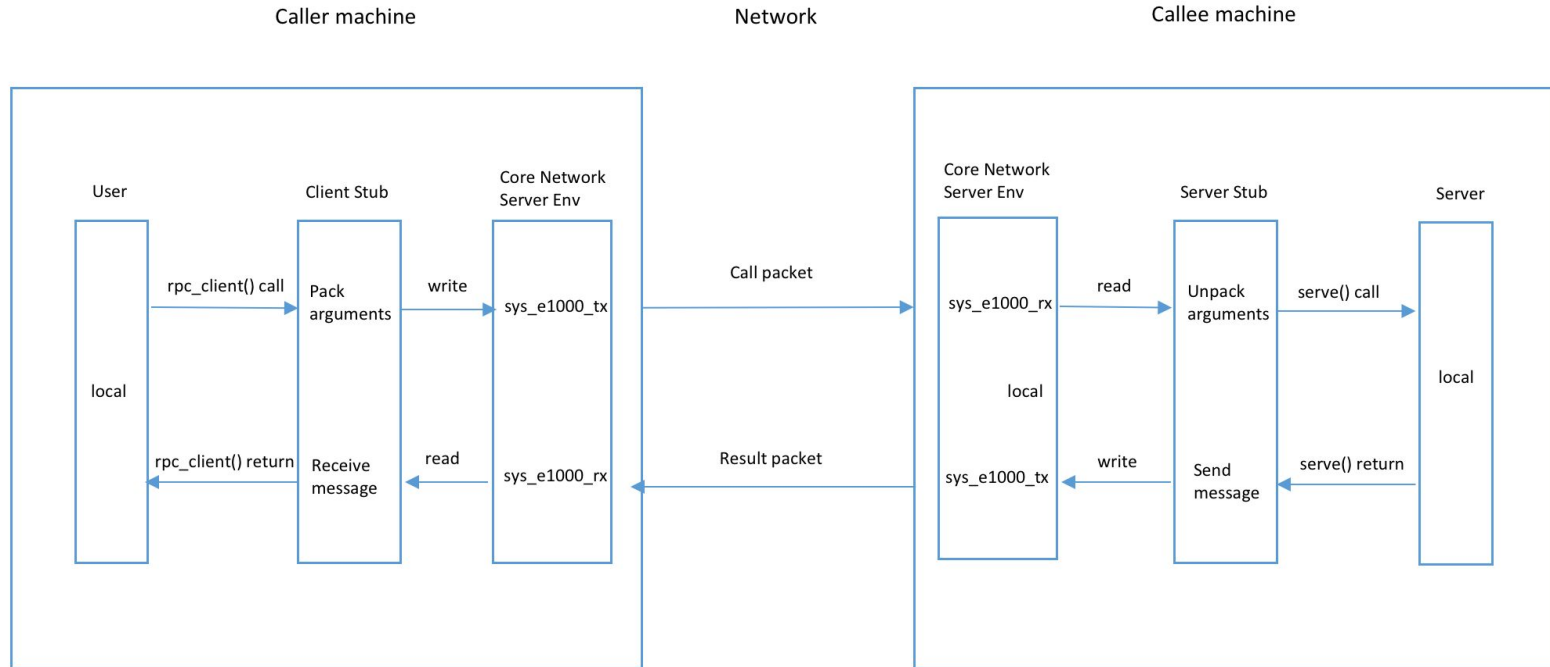 Caller machine
Network
Callee machine
User
Client Stub
Core Network
Server Env
Core Network
Server Env
Server Stub
Server
rpc_client() call
Pack
arguments
write
sys_e1000_tx
Call packet
sys_e1000_rx
read
Unpack
arguments
serve() call
local
local
local
rpc_client() return
Receive
message
read
sys_e1000_rx
Result packet
sys_e1000_tx
write
Send
message
serve() return